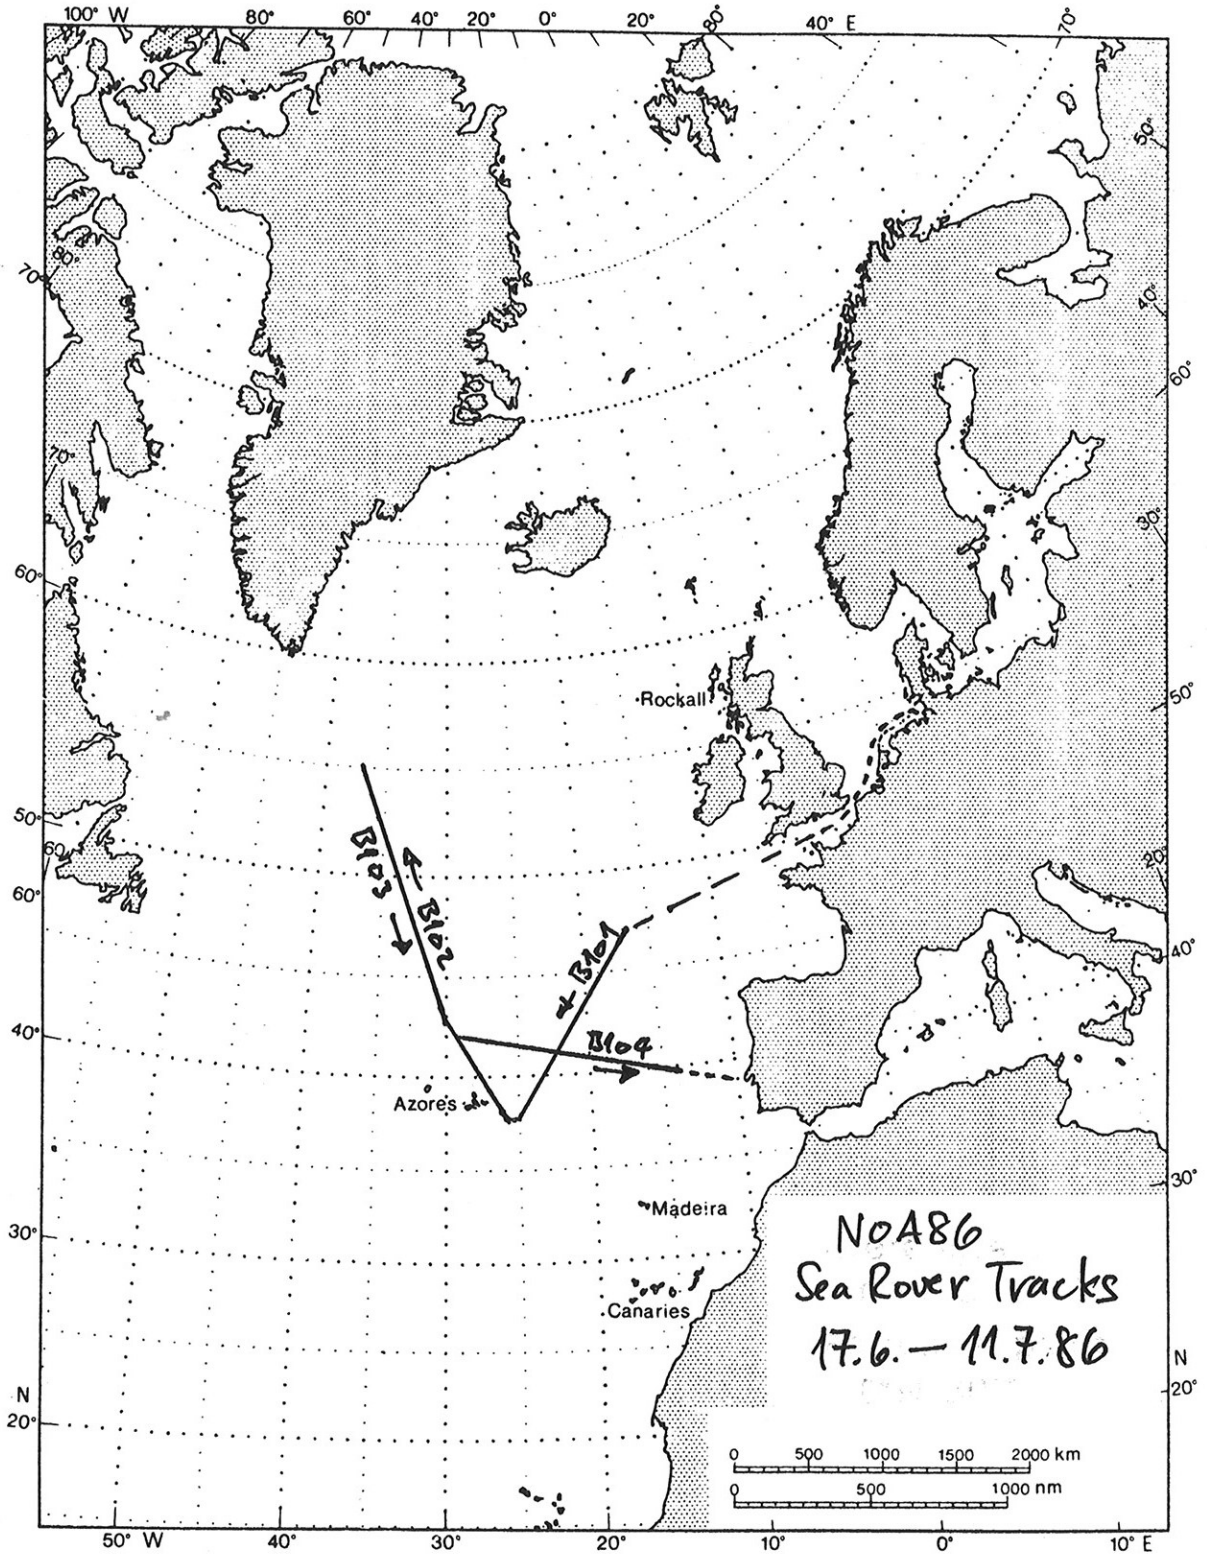 100° W 80° 60° 40° 20° 0° 20° 80° 40° E 70°
50°
70° 80°
40°
60°
70°
30°
60°
Rockall
50°
50°
60
20°
60°
B103
B102
B101
40°
40°
B104
Azores
30°
Madeira
30°
NOA86
Sea Rover Tracks
Canaries
17.6. — 11.7.86
N
N
20°
20°
0 500 1000 1500 2000 km
0 500 1000 nm
50° W 40° 30° 20° 10° 0° 10° E